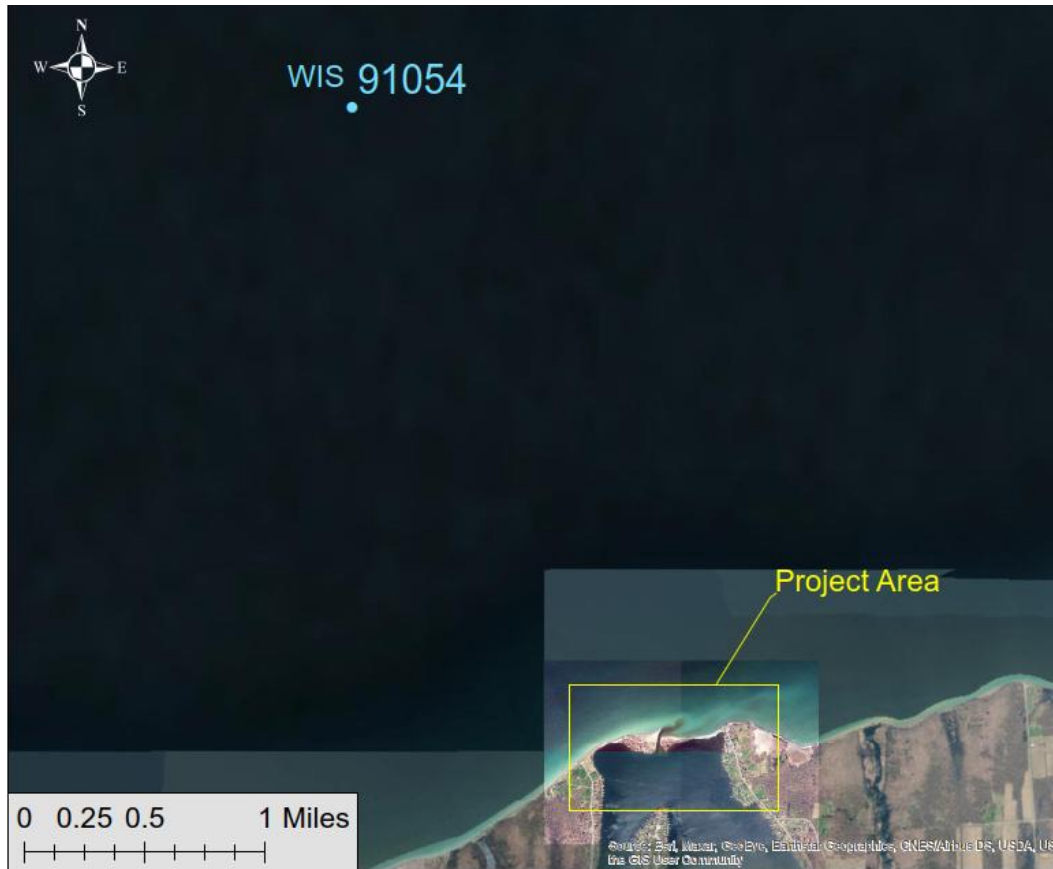 N
W E
S
WIS 91054
Project Area
0 0.25 0.5 1 Miles
Source: Esri, Maxar, GeoEye, Earthstar Geographics, CNES/Airbus DS, USDA, US
the GIS User Community